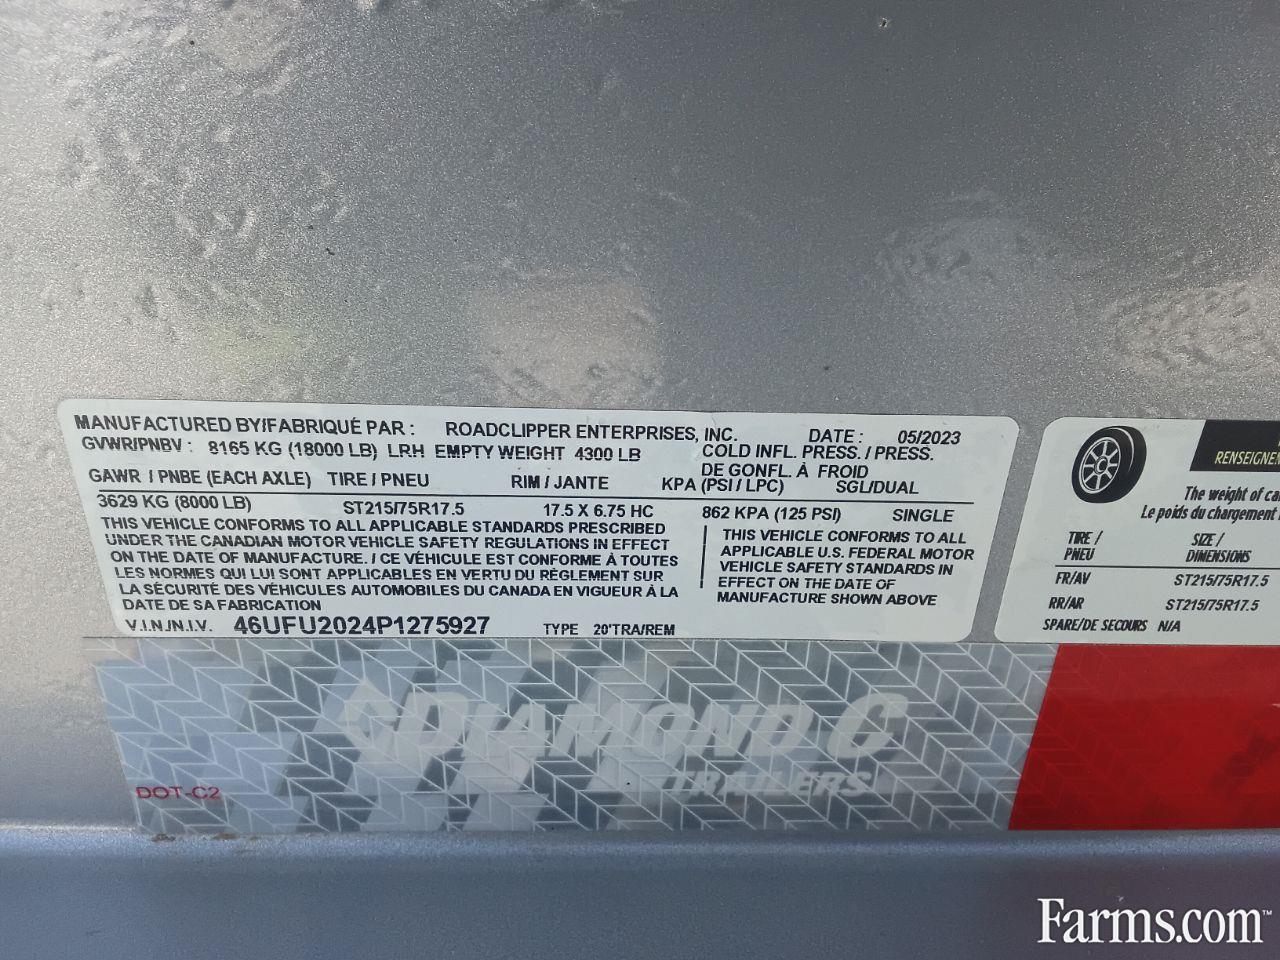 MANUFACTURED BY/FABRIQUÉ PAR : ROADCLIPPER ENTERPRISES, INC. DATE : 05/2023
GVWR/PNBV : 8165 KG (18000 LB) LRH EMPTY WEIGHT 4300 LB COLD INFL. PRESS. / PRESS.
DE GONFL. À FROID
GAWR / PNBE (EACH AXLE) TIRE / PNEU RIM / JANTE KPA (PSI / LPC) SGL/DUAL
3629 KG (8000 LB) ST215/75R17.5 17.5 X 6.75 HC 862 KPA (125 PSI) SINGLE
THIS VEHICLE CONFORMS TO ALL APPLICABLE STANDARDS PRESCRIBED
UNDER THE CANADIAN MOTOR VEHICLE SAFETY REGULATIONS IN EFFECT
ON THE DATE OF MANUFACTURE. / CE VÉHICULE EST CONFORME À TOUTES
LES NORMES QUI LUI SONT APPLICABLES EN VERTU DU RÈGLEMENT SUR
LA SÉCURITÉ DES VÉHICULES AUTOMOBILES DU CANADA EN VIGUEUR À LA
DATE DE SA FABRICATION
THIS VEHICLE CONFORMS TO ALL
APPLICABLE U.S. FEDERAL MOTOR
VEHICLE SAFETY STANDARDS IN
EFFECT ON THE DATE OF
MANUFACTURE SHOWN ABOVE
V.I.N./N.I.V. 46UFU2024P1275927 TYPE 20'TRA/REM
The weight of
Le poids du chargement
TIRE / SIZE /
PNEU DIMENSIONS
FR/AV ST215/75R17.5
RR/AR ST215/75R17.5
SPARE/DE SECOURS N/A
DIAMOND C
TRAILERS
DOT-C2
Farms.com™